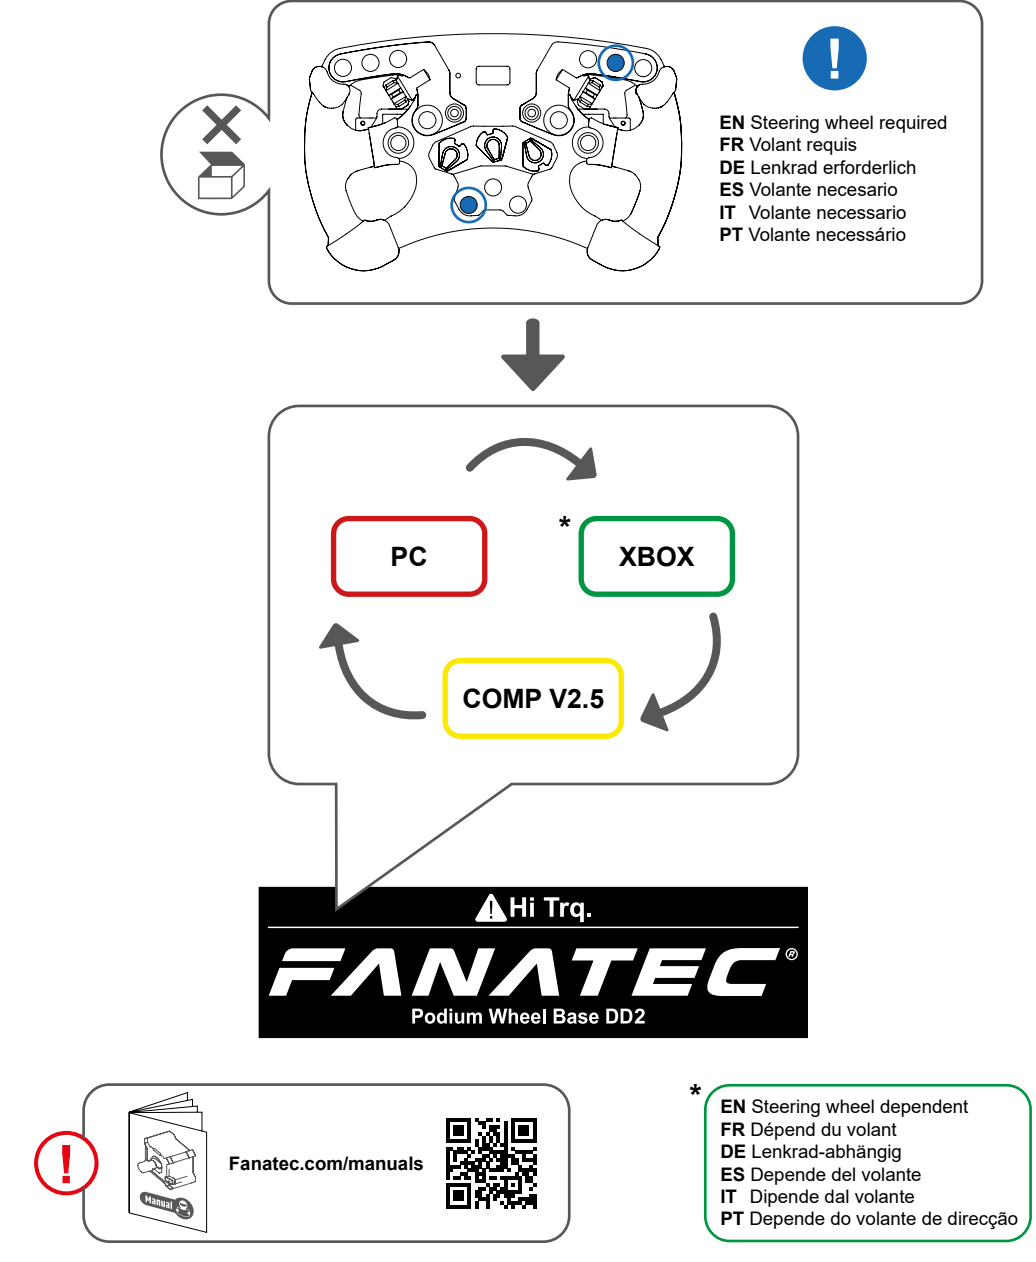 !
EN Steering wheel required
FR Volant requis
DE Lenkrad erforderlich
ES Volante necesario
IT Volante necessario
PT Volante necessário
*
PC
XBOX
COMP V2.5
! Hi Trq.
FANATEC®
Podium Wheel Base DD2
!
Manual
Fanatec.com/manuals
*
EN Steering wheel dependent
FR Dépend du volant
DE Lenkrad-abhängig
ES Depende del volante
IT Dipende dal volante
PT Depende do volante de direcção